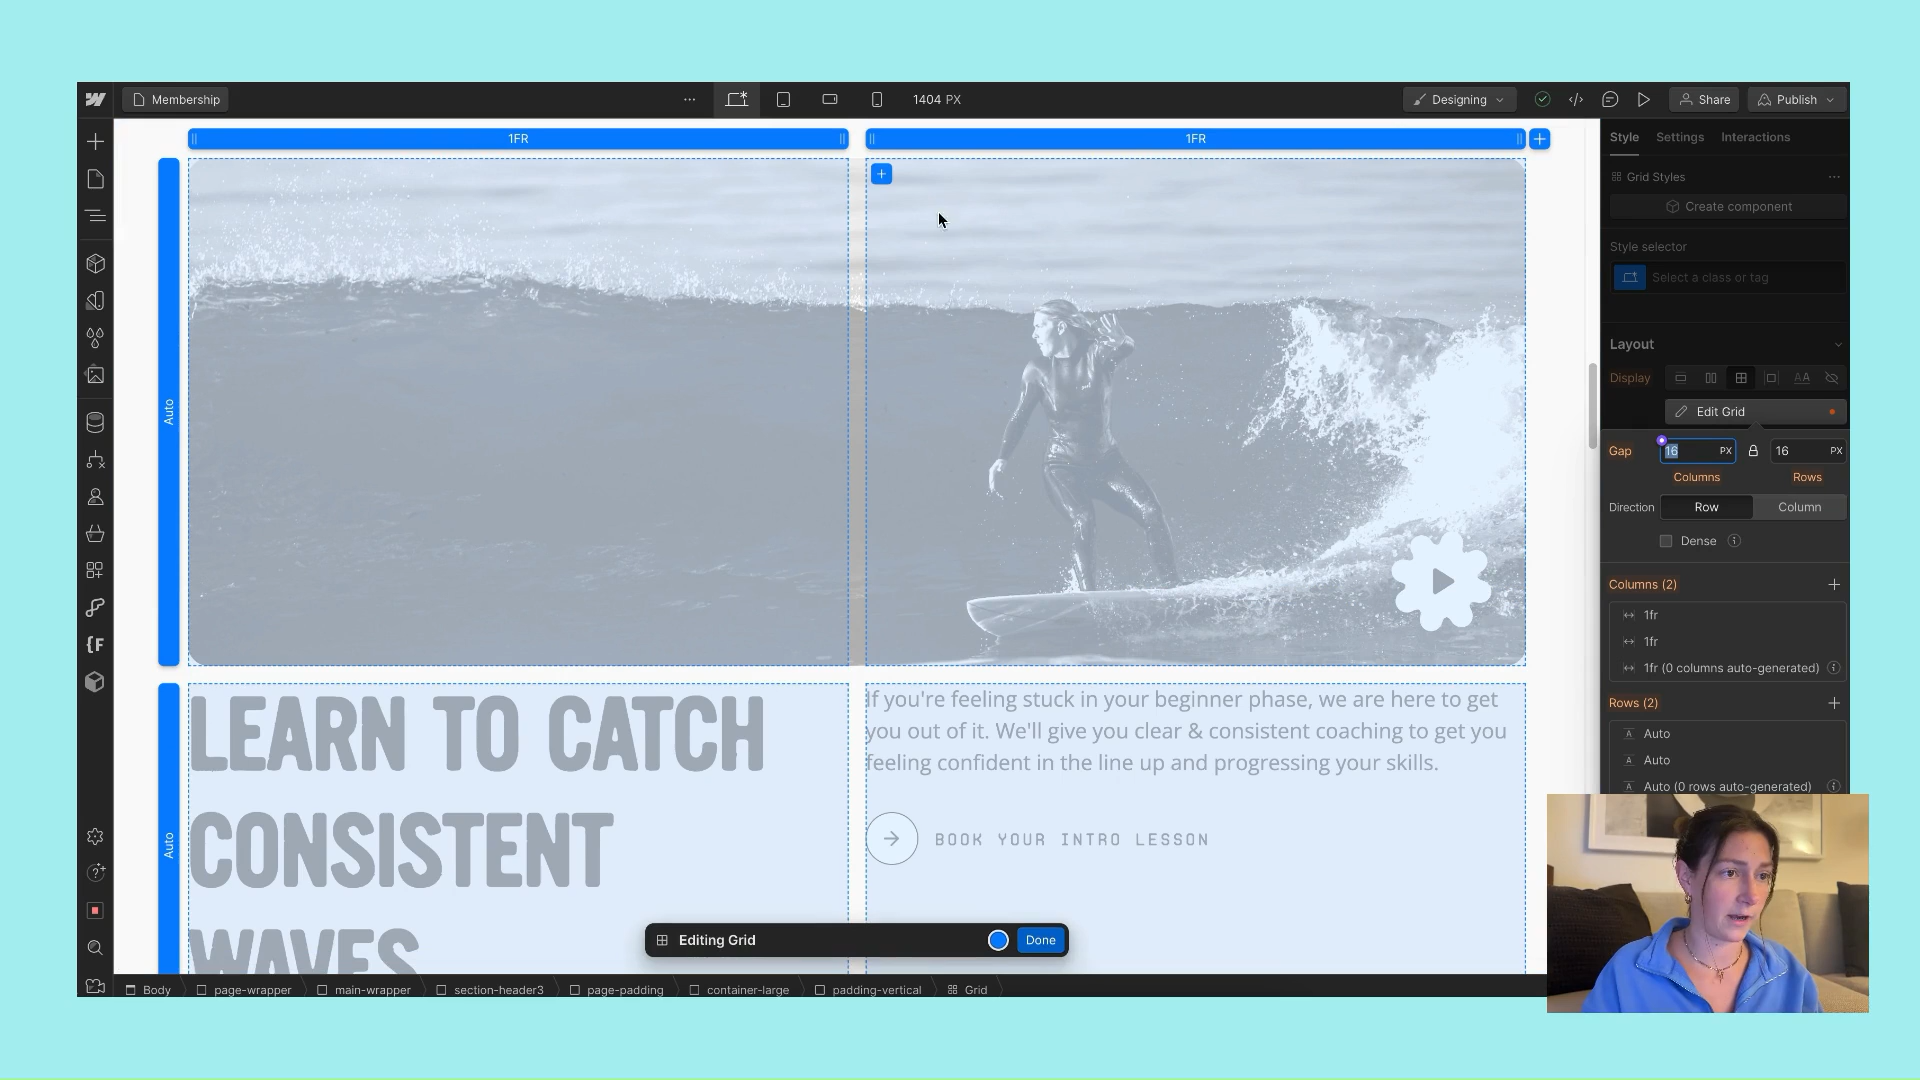 Membership
1404 PX
Designing
Share
Publish
1FR
1FR
Auto
Style
Settings
Interactions
Grid Styles
Create component
Style selector
Select a class or tag
Layout
Display
AA
Edit Grid
Gap
16 PX
16 PX
Columns
Rows
Direction
Row
Column
Dense
Columns (2)
1fr
1fr
1fr (0 columns auto-generated)
Rows (2)
Auto
Auto
Auto (0 rows auto-generated)
LEARN TO CATCH
CONSISTENT
WAVES
If you're feeling stuck in your beginner phase, we are here to get
you out of it. We'll give you clear & consistent coaching to get you
feeling confident in the line up and progressing your skills.
BOOK YOUR INTRO LESSON
Auto
Editing Grid
Done
Body
page-wrapper
main-wrapper
section-header3
page-padding
container-large
padding-vertical
Grid